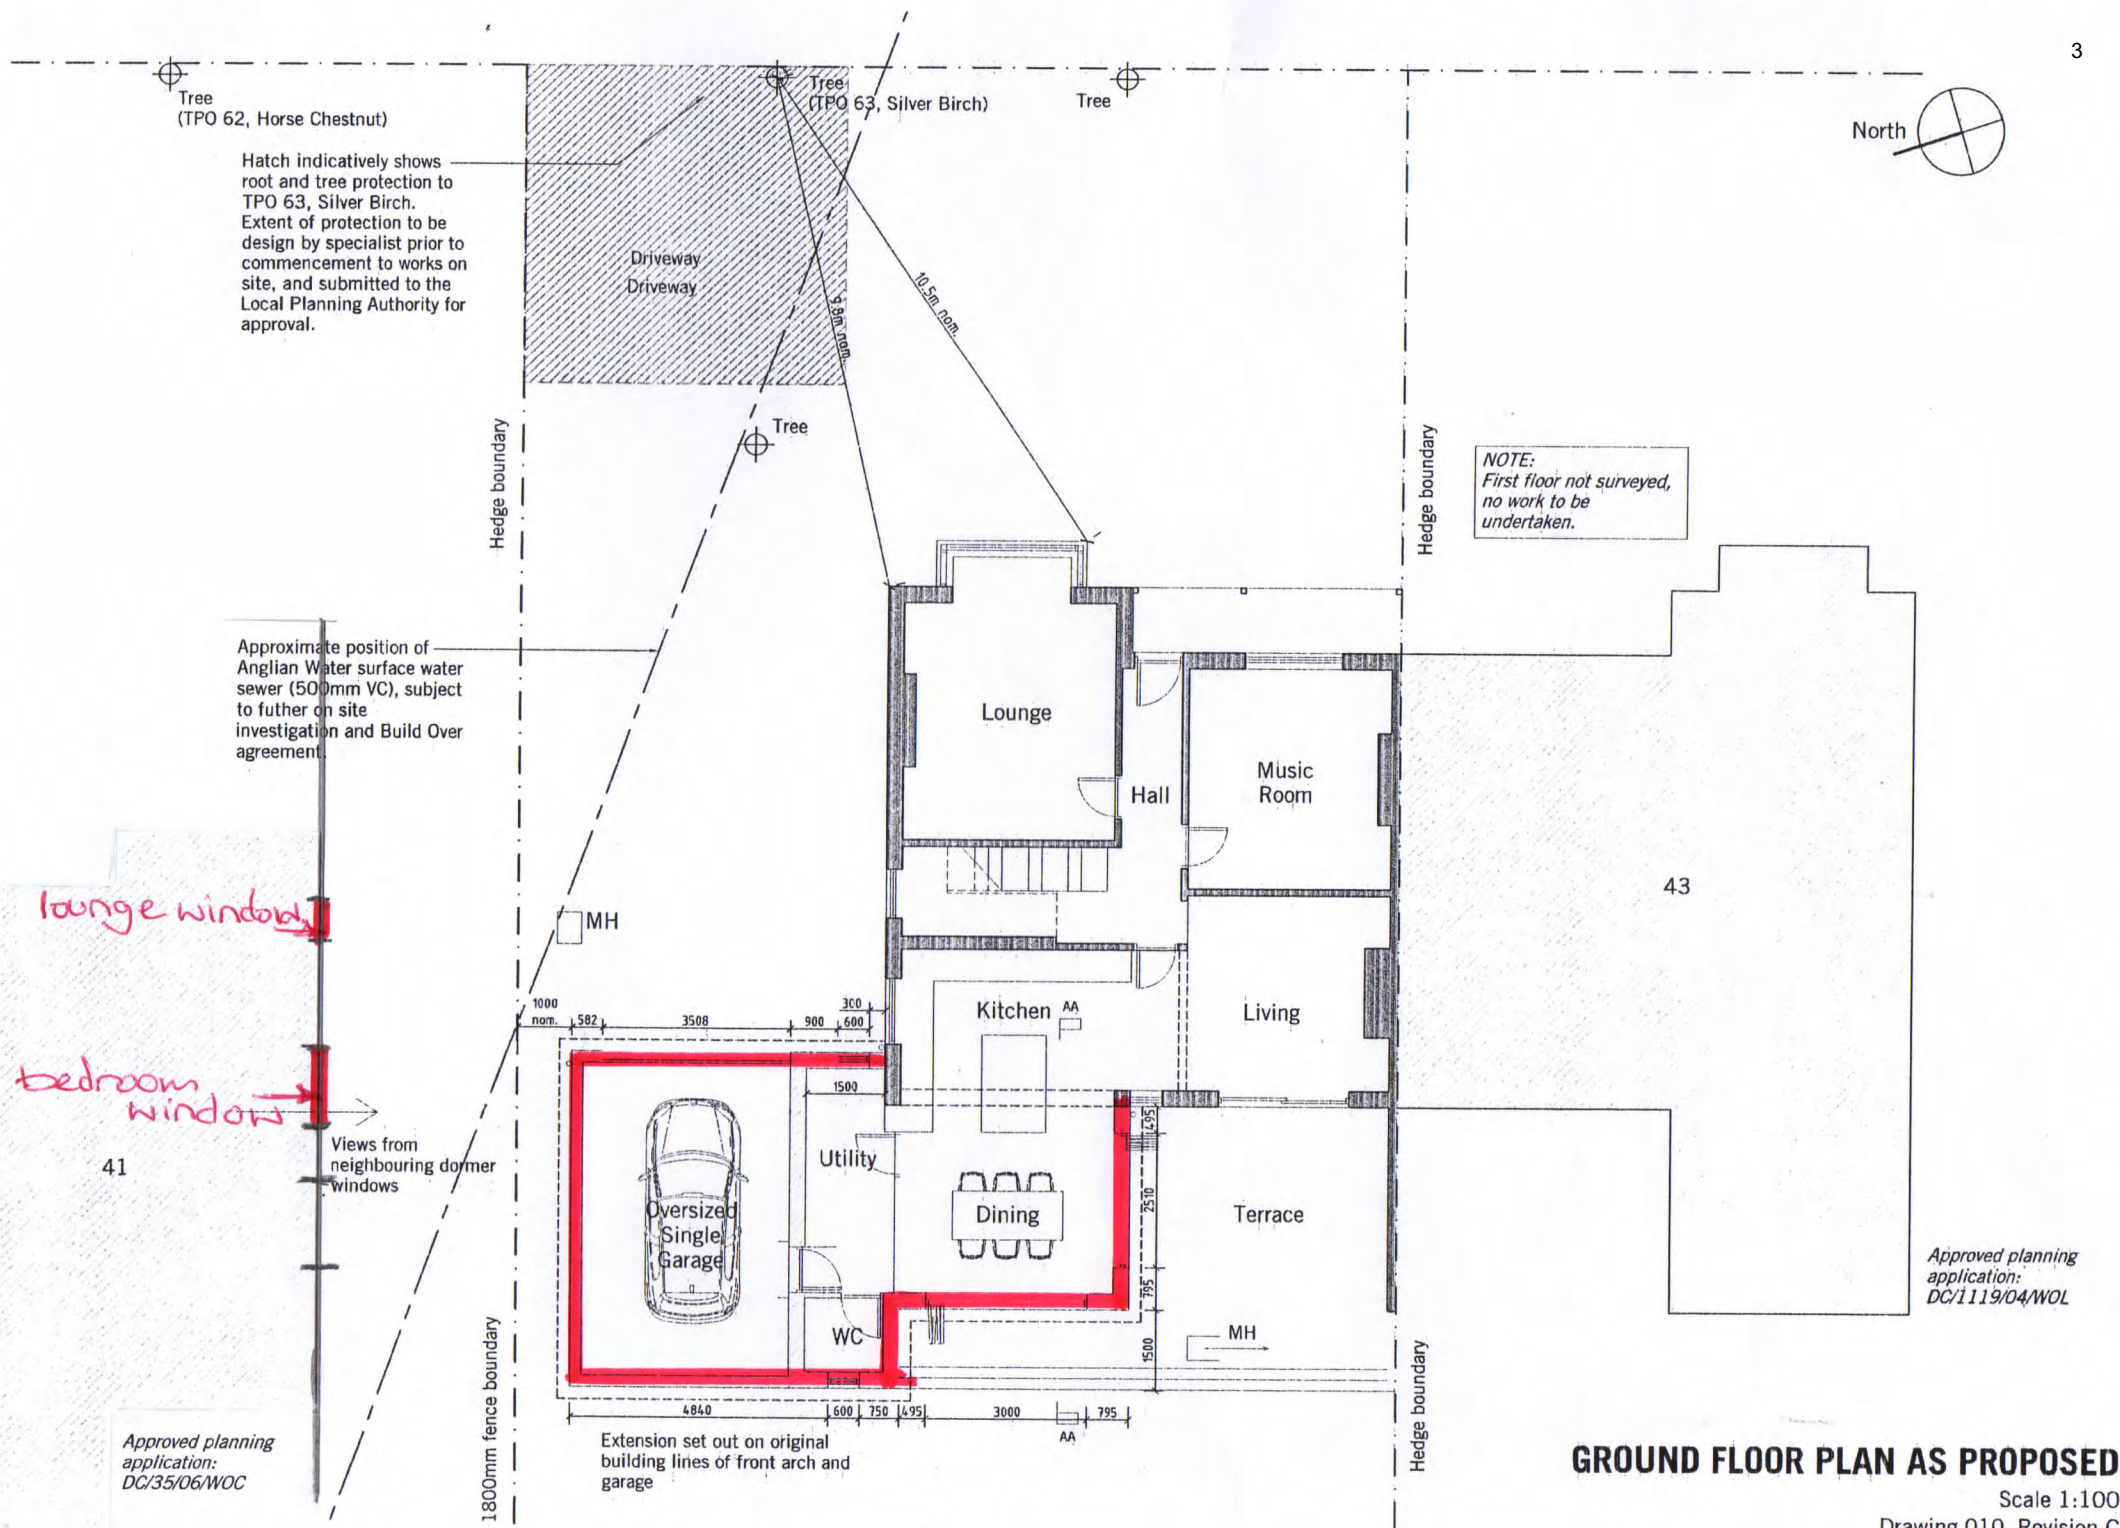 3
Tree
(TPO 62, Horse Chestnut)
Tree
(TPO 63, Silver Birch)
Tree
North
Hatch indicatively shows
root and tree protection to
TPO 63, Silver Birch.
Extent of protection to be
design by specialist prior to
commencement to works on
site, and submitted to the
Local Planning Authority for
approval.
Driveway
Driveway
9.8m nom.
10.5m nom.
Tree
Hedge boundary
Hedge boundary
NOTE:
First floor not surveyed,
no work to be
undertaken.
Approximate position of
Anglian Water surface water
sewer (500mm VC), subject
to futher on site
investigation and Build Over
agreement.
Lounge
Hall
Music
Room
43
lounge window
MH
Kitchen
AA
Living
1000
nom.
582
3508
900
600
300
bedroom
window
41
Views from
neighbouring dormer
windows
1500
Utility
Oversized
Single
Garage
Dining
WC
Terrace
495
2510
795
1500
MH
Approved planning
application:
DC/1119/04/WOL
4840
600
750
495
3000
795
AA
Extension set out on original
building lines of front arch and
garage
Approved planning
application:
DC/35/06/WOC
1800mm fence boundary
Hedge boundary
GROUND FLOOR PLAN AS PROPOSED
Scale 1:100
Drawing 010, Revision C